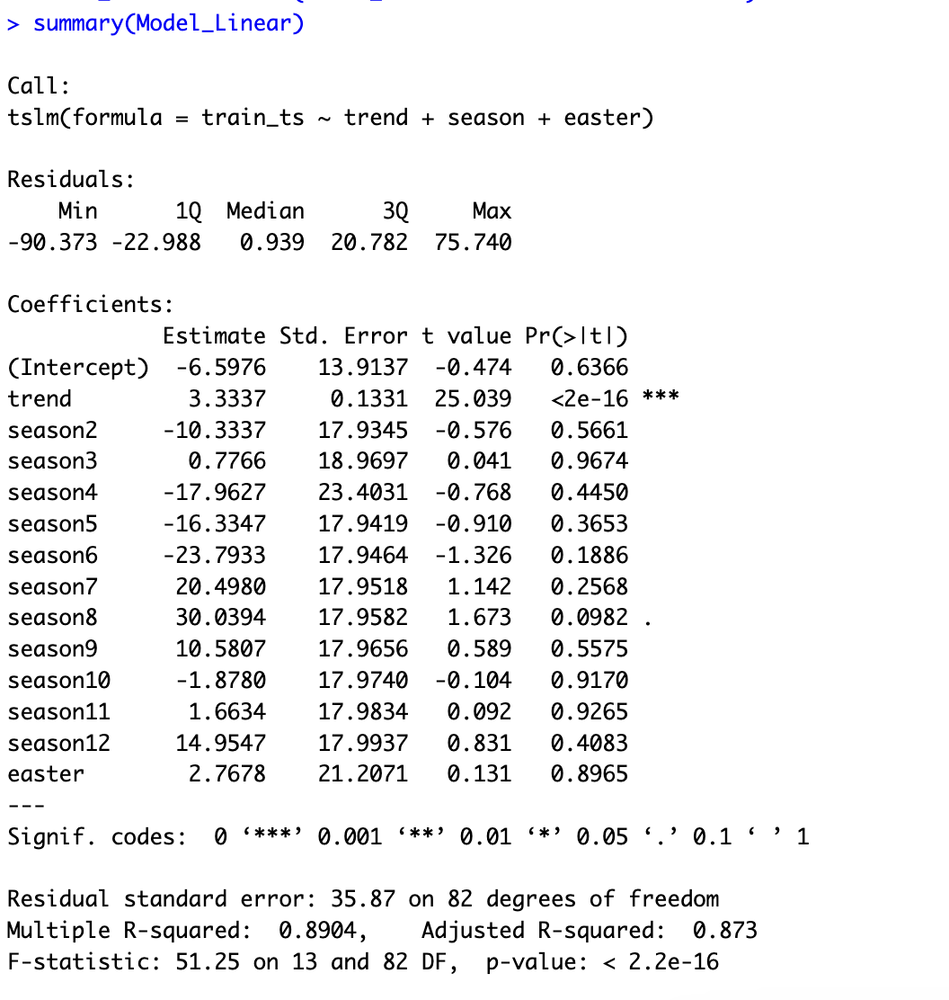 > summary(Model_Linear)
Call:
tslm(formula = train_ts ~ trend + season + easter)
Residuals:
    Min      1Q  Median      3Q     Max
-90.373 -22.988   0.939  20.782  75.740
Coefficients:
            Estimate Std. Error t value Pr(>|t|)
(Intercept)  -6.5976    13.9137  -0.474   0.6366
trend         3.3337     0.1331  25.039   <2e-16 ***
season2     -10.3337    17.9345  -0.576   0.5661
season3       0.7766    18.9697   0.041   0.9674
season4     -17.9627    23.4031  -0.768   0.4450
season5     -16.3347    17.9419  -0.910   0.3653
season6     -23.7933    17.9464  -1.326   0.1886
season7      20.4980    17.9518   1.142   0.2568
season8      30.0394    17.9582   1.673   0.0982 .
season9      10.5807    17.9656   0.589   0.5575
season10     -1.8780    17.9740  -0.104   0.9170
season11      1.6634    17.9834   0.092   0.9265
season12     14.9547    17.9937   0.831   0.4083
easter        2.7678    21.2071   0.131   0.8965
---
Signif. codes:  0 ‘***’ 0.001 ‘**’ 0.01 ‘*’ 0.05 ‘.’ 0.1 ‘ ’ 1
Residual standard error: 35.87 on 82 degrees of freedom
Multiple R-squared:  0.8904,    Adjusted R-squared:  0.873
F-statistic: 51.25 on 13 and 82 DF,  p-value: < 2.2e-16